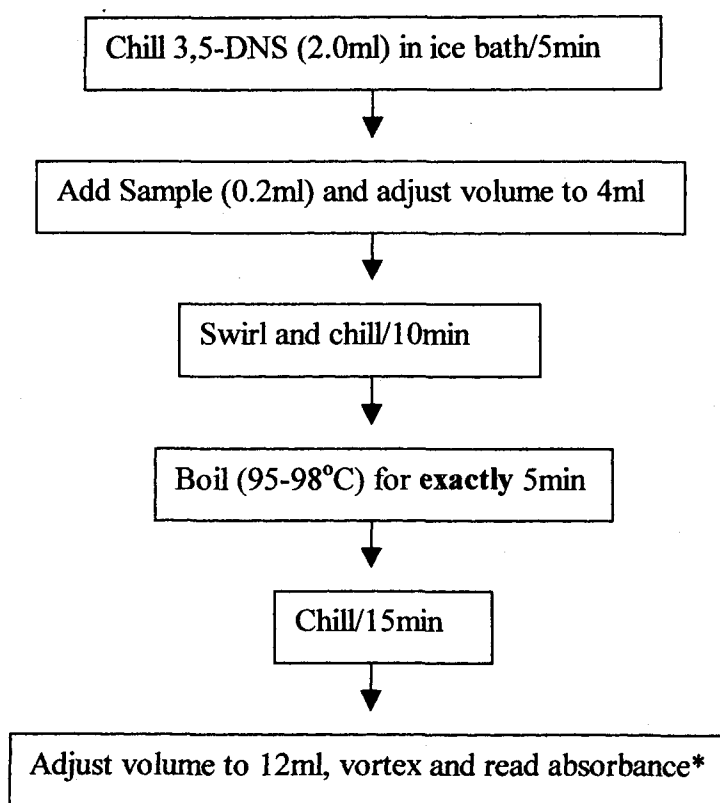 Chill 3,5-DNS (2.0ml) in ice bath/5min
Add Sample (0.2ml) and adjust volume to 4ml
Swirl and chill/10min
Boil (95-98°C) for exactly 5min
Chill/15min
Adjust volume to 12ml, vortex and read absorbance*